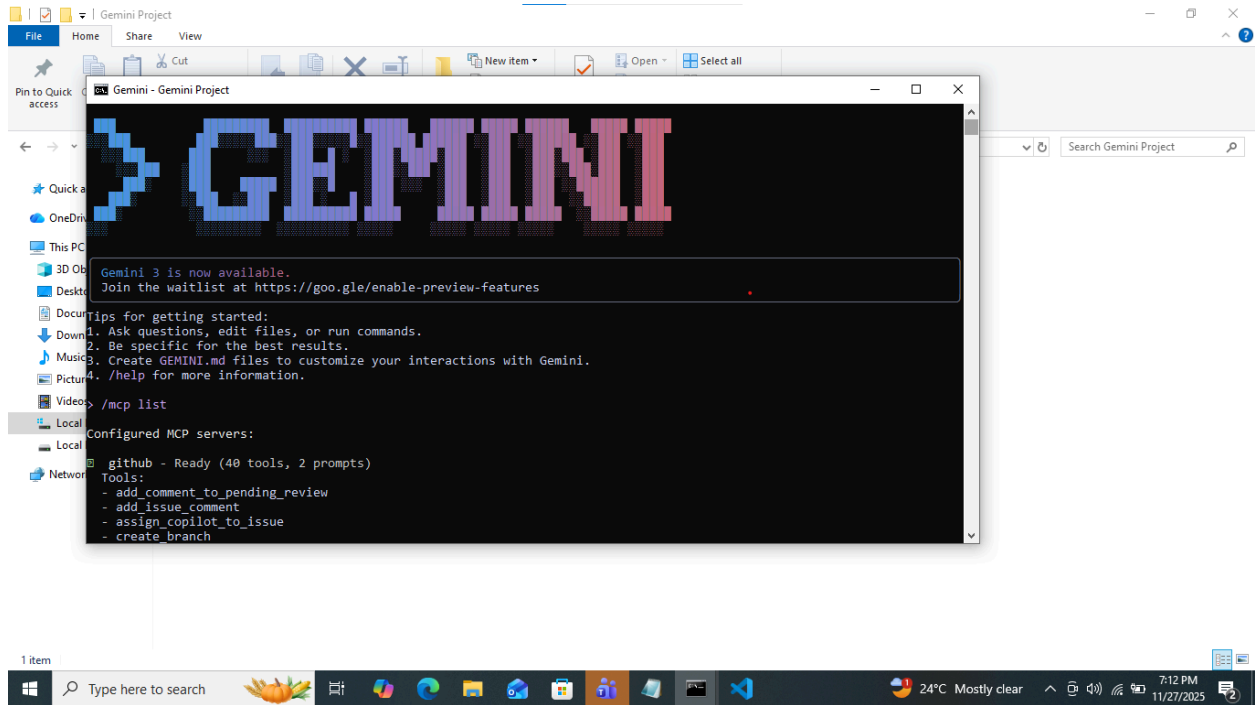 Gemini Project
File
Home
Share
View
Pin to Quick
access
Cut
New item
Open
Select all
Gemini - Gemini Project
Search Gemini Project
Quick a
OneDriv
This PC
3D Ob
Deskto
Docum
Down
Music
Pictur
Videos
Local
Local
Networ
> GEMINI
Gemini 3 is now available.
Join the waitlist at https://goo.gle/enable-preview-features
Tips for getting started:
1. Ask questions, edit files, or run commands.
2. Be specific for the best results.
3. Create GEMINI.md files to customize your interactions with Gemini.
4. /help for more information.
> /mcp list
Configured MCP servers:
github - Ready (40 tools, 2 prompts)
Tools:
- add_comment_to_pending_review
- add_issue_comment
- assign_copilot_to_issue
- create_branch
1 item
Type here to search
24°C Mostly clear
7:12 PM
11/27/2025
2